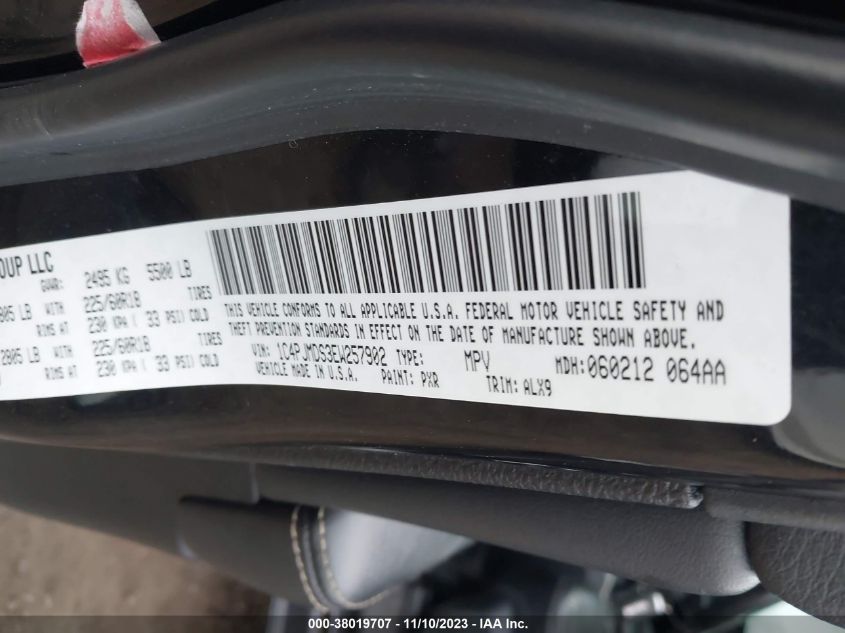 OUP LLC
GVWR: 2495 KG 5500 LB
805 LB WITH 225/60R18 TIRES
RIMS AT 230 KPA ( 33 PSI) COLD
2805 LB WITH 225/60R18 TIRES
RIMS AT 230 KPA ( 33 PSI) COLD
THIS VEHICLE CONFORMS TO ALL APPLICABLE U.S.A. FEDERAL MOTOR VEHICLE SAFETY AND
THEFT PREVENTION STANDARDS IN EFFECT ON THE DATE OF MANUFACTURE SHOWN ABOVE.
VIN: 1C4PJMDS3EW257902 TYPE: MPV MDH: 060212 064AA
VEHICLE MADE IN U.S.A. PAINT: PXR TRIM: ALX9
000-38019707 - 11/10/2023 - IAA Inc.